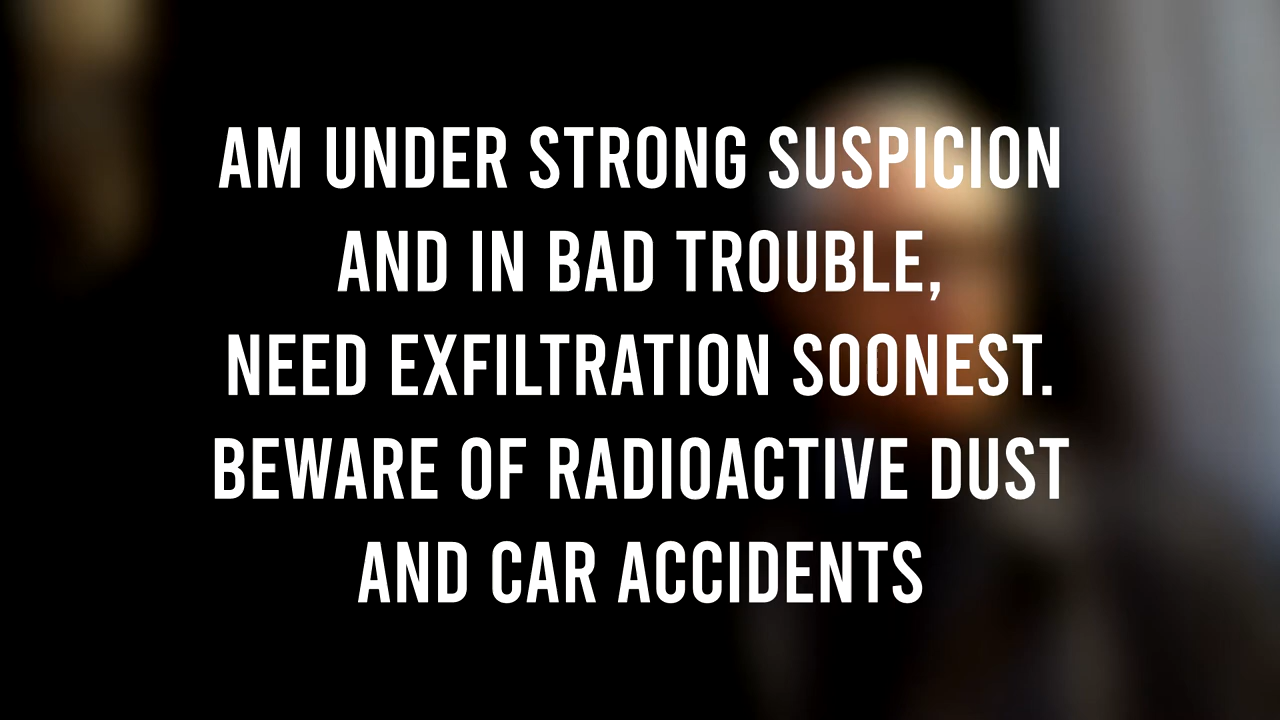 AM UNDER STRONG SUSPICION
AND IN BAD TROUBLE,
NEED EXFILTRATION SOONEST.
BEWARE OF RADIOACTIVE DUST
AND CAR ACCIDENTS